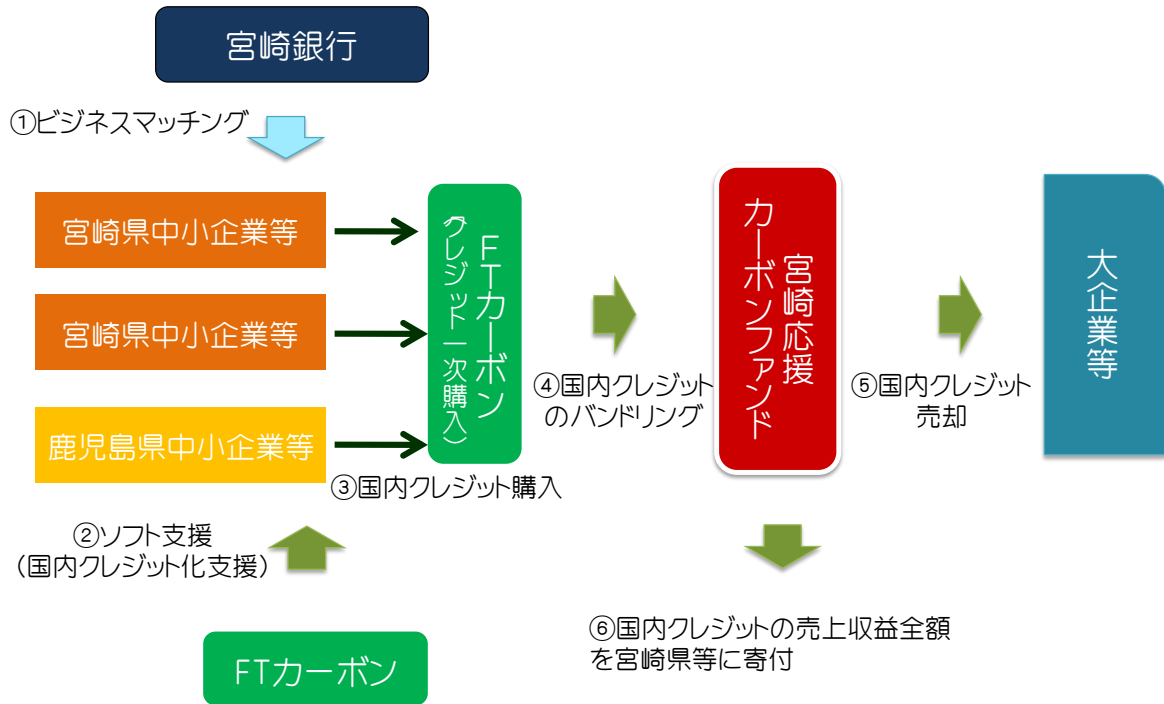 宮崎銀行
①ビジネスマッチング
宮崎県中小企業等
宮崎県中小企業等
鹿児島県中小企業等
FTカーボン
（クレジット一次購入）
③国内クレジット購入
②ソフト支援
（国内クレジット化支援）
FTカーボン
④国内クレジット
のバンドリング
宮崎応援
カーボンファンド
⑤国内クレジット
売却
大企業等
⑥国内クレジットの売上収益全額
を宮崎県等に寄付